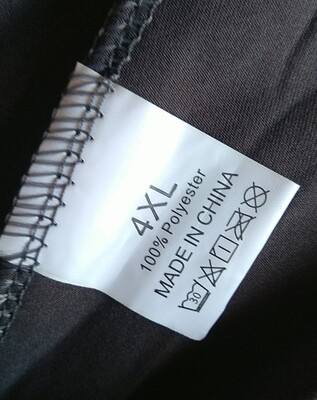 4XL
100% Polyester
MADE IN CHINA
30